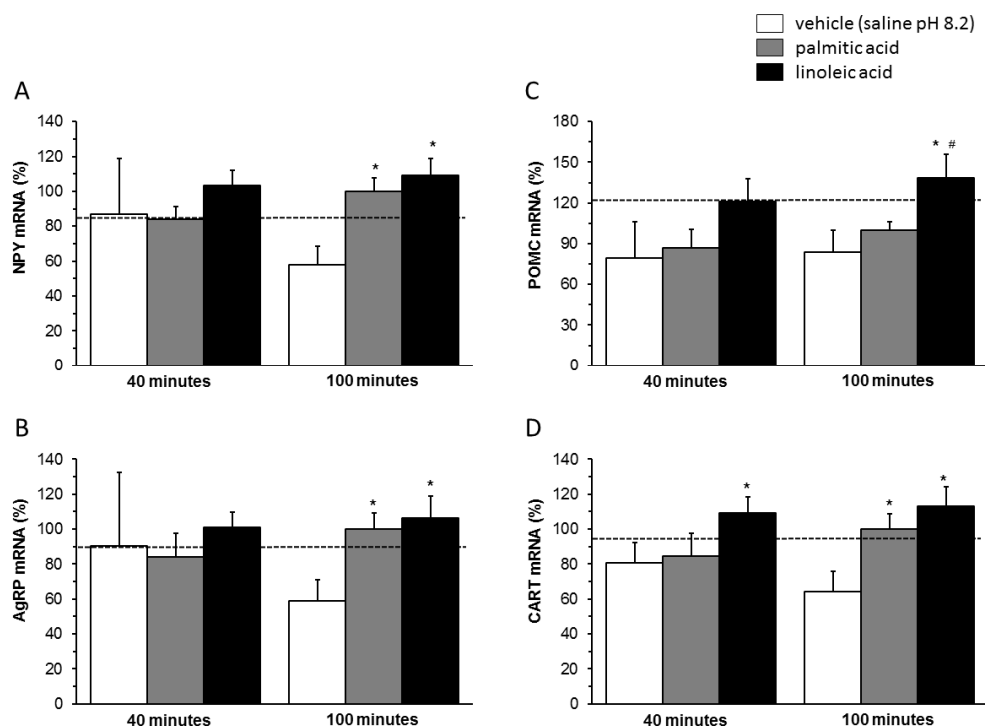 vehicle (saline pH 8.2)
palmitic acid
linoleic acid
A
140
120
100
80
60
40
20
0
NPY mRNA (%)
* *
40 minutes 100 minutes
C
180
150
120
90
60
30
0
POMC mRNA (%)
* #
40 minutes 100 minutes
B
140
120
100
80
60
40
20
0
AgRP mRNA (%)
* *
40 minutes 100 minutes
D
140
120
100
80
60
40
20
0
CART mRNA (%)
* * *
40 minutes 100 minutes